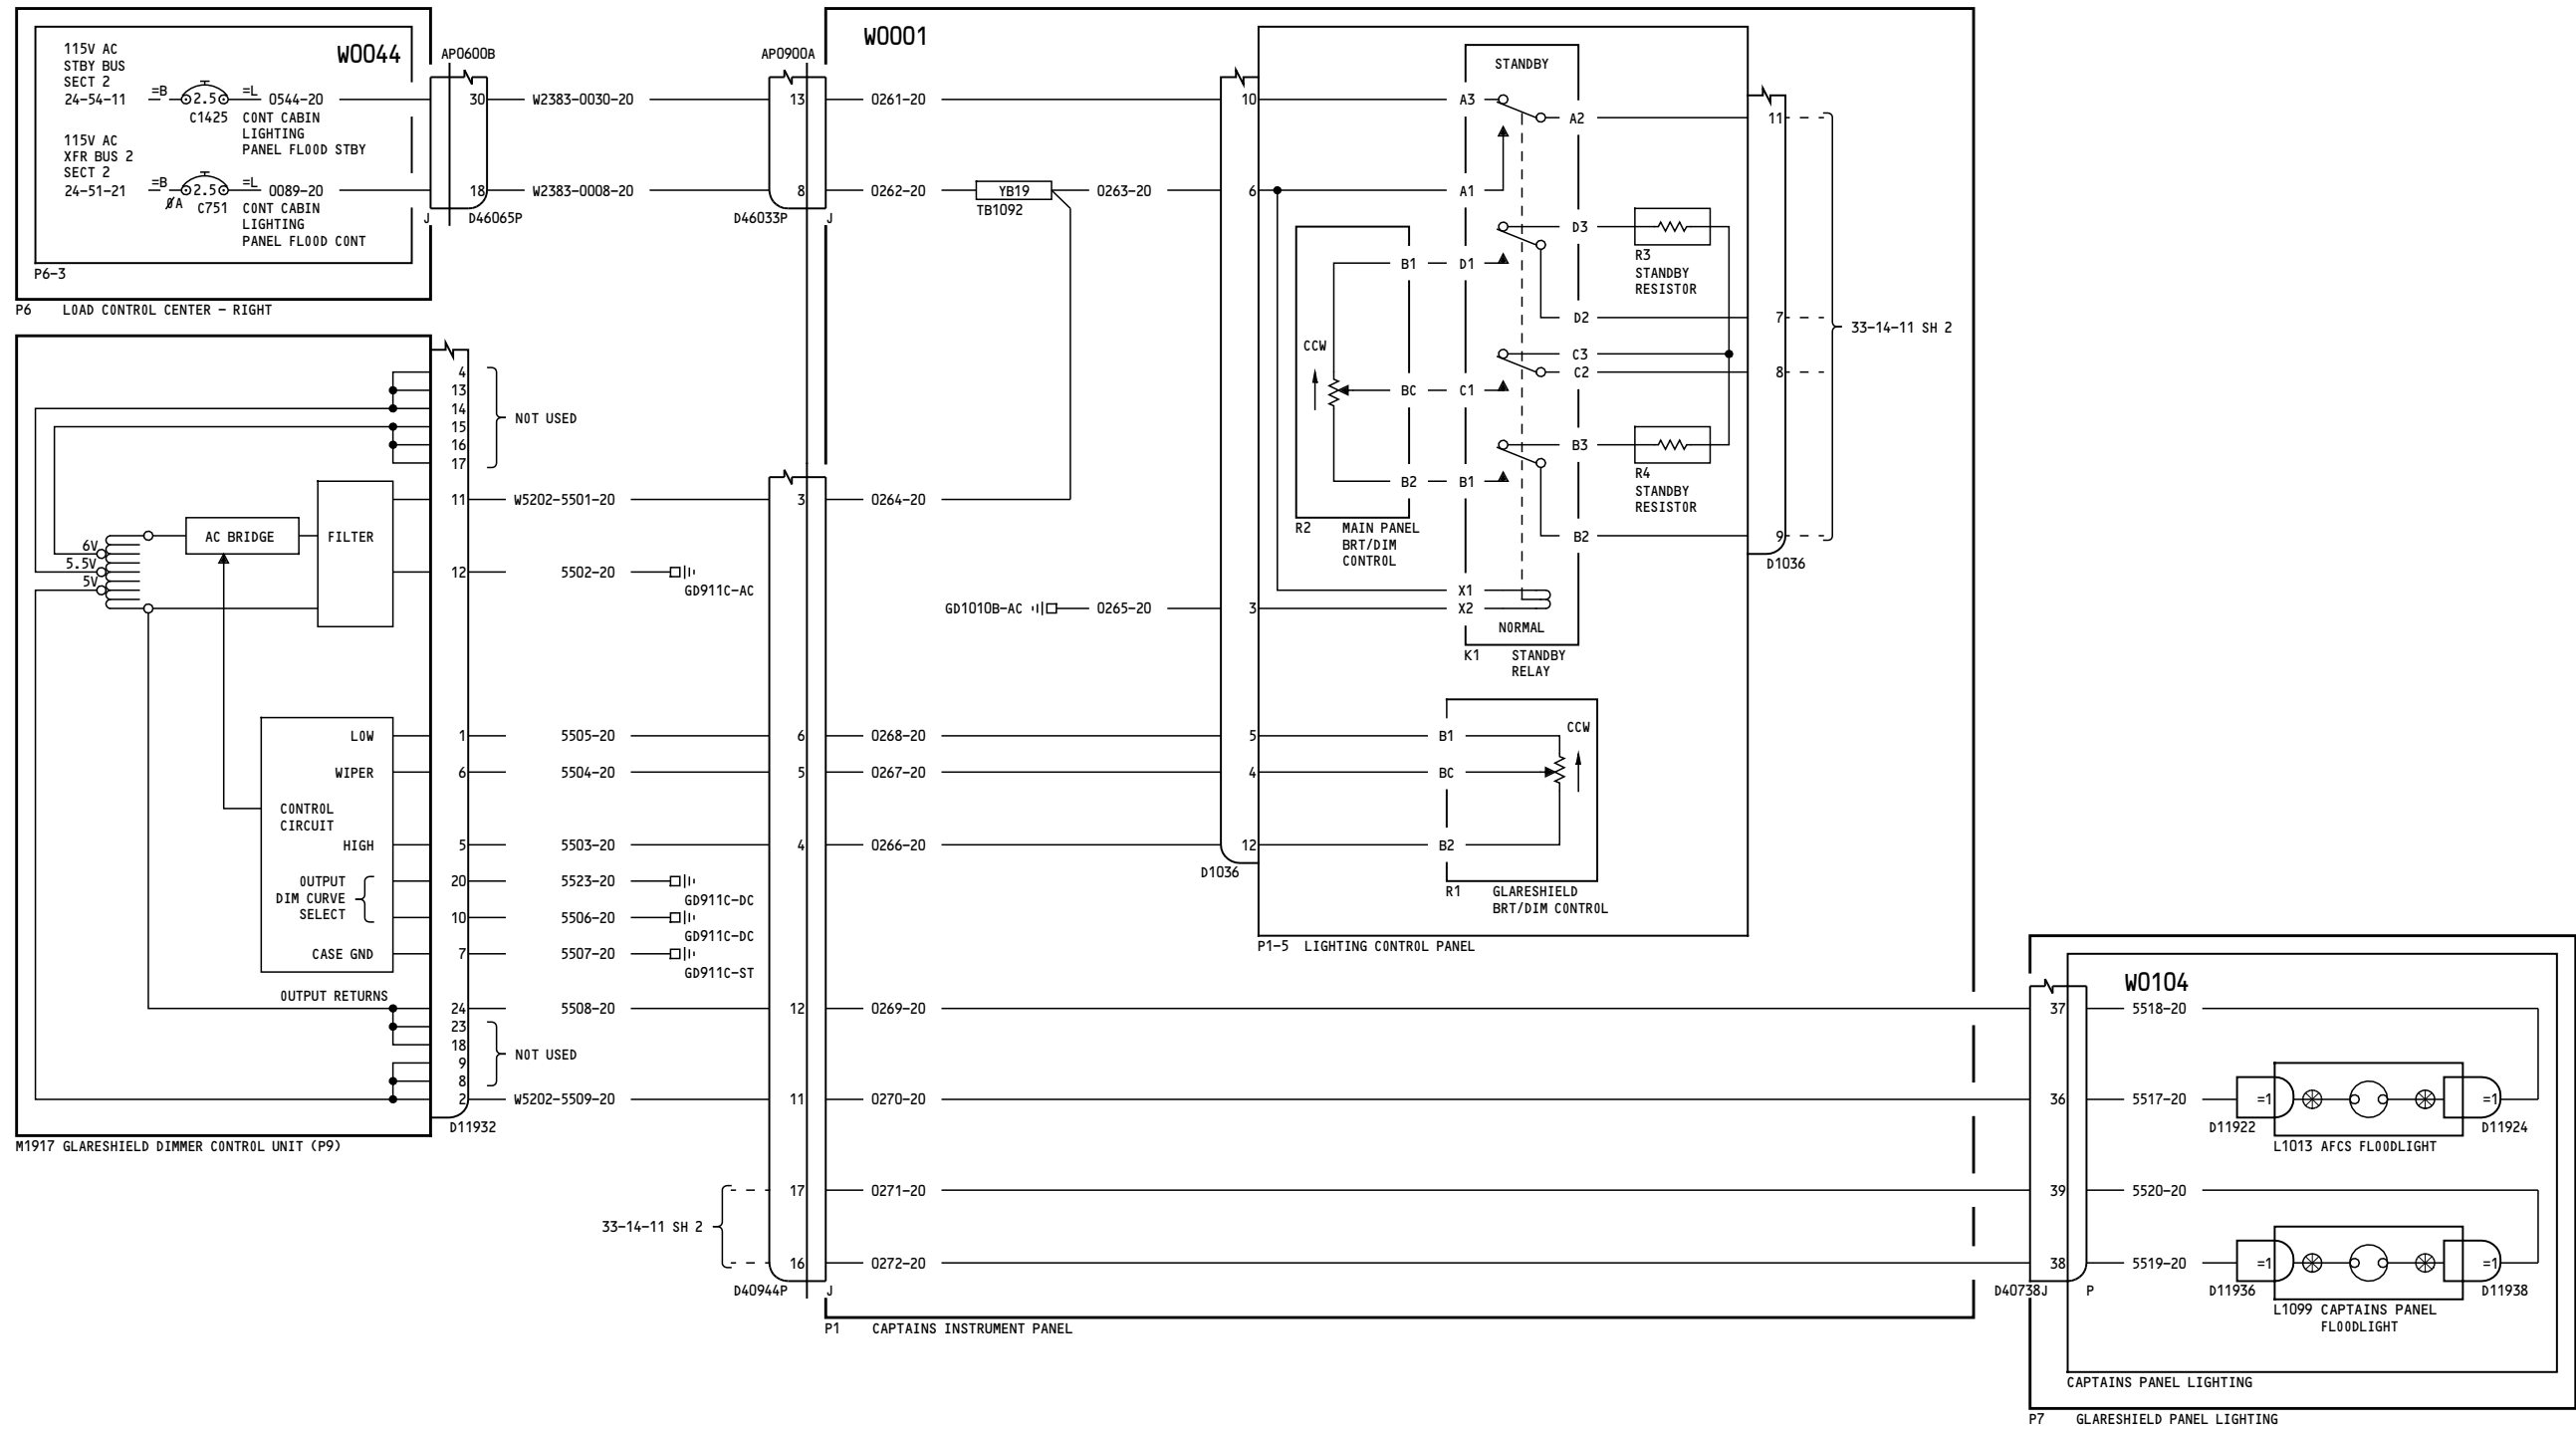 115V AC
STBY BUS
SECT 2
24-54-11
=B
2.5
=L
0544-20
C1425
CONT CABIN
LIGHTING
PANEL FLOOD STBY
W0044
115V AC
XFR BUS 2
SECT 2
24-51-21
=B
2.5
=L
0089-20
ØA
C751
CONT CABIN
LIGHTING
PANEL FLOOD CONT
P6-3
P6 LOAD CONTROL CENTER - RIGHT
AP0600B
30
18
J
D46065P
W2383-0030-20
W2383-0008-20
AP0900A
13
8
D46033P
J
W0001
0261-20
0262-20
YB19
TB1092
0263-20
10
6
STANDBY
A3
A2
A1
D3
D1
D2
C3
C2
C1
B3
B1
B2
X1
X2
NORMAL
K1 STANDBY
RELAY
CCW
B1
BC
B2
R2 MAIN PANEL
BRT/DIM
CONTROL
R3
STANDBY
RESISTOR
R4
STANDBY
RESISTOR
11
7
8
9
D1036
33-14-11 SH 2
4
13
14
15
16
17
NOT USED
11
W5202-5501-20
3
0264-20
6V
5.5V
5V
AC BRIDGE
FILTER
12
5502-20
GD911C-AC
GD1010B-AC
0265-20
3
LOW
1
5505-20
6
0268-20
5
B1
CCW
WIPER
6
5504-20
5
0267-20
4
BC
CONTROL
CIRCUIT
HIGH
5
5503-20
4
0266-20
12
B2
D1036
R1 GLARESHIELD
BRT/DIM CONTROL
P1-5 LIGHTING CONTROL PANEL
OUTPUT
DIM CURVE
SELECT
20
5523-20
GD911C-DC
10
5506-20
GD911C-DC
CASE GND
7
5507-20
GD911C-ST
OUTPUT RETURNS
24
5508-20
12
0269-20
23
18
9
8
NOT USED
2
W5202-5509-20
11
0270-20
D11932
M1917 GLARESHIELD DIMMER CONTROL UNIT (P9)
33-14-11 SH 2
17
0271-20
16
0272-20
D40944P
J
P1 CAPTAINS INSTRUMENT PANEL
W0104
37
5518-20
36
5517-20
=1
=1
D11922
D11924
L1013 AFCS FLOODLIGHT
39
5520-20
38
5519-20
=1
=1
D40738J
P
D11936
D11938
L1099 CAPTAINS PANEL
FLOODLIGHT
CAPTAINS PANEL LIGHTING
P7 GLARESHIELD PANEL LIGHTING